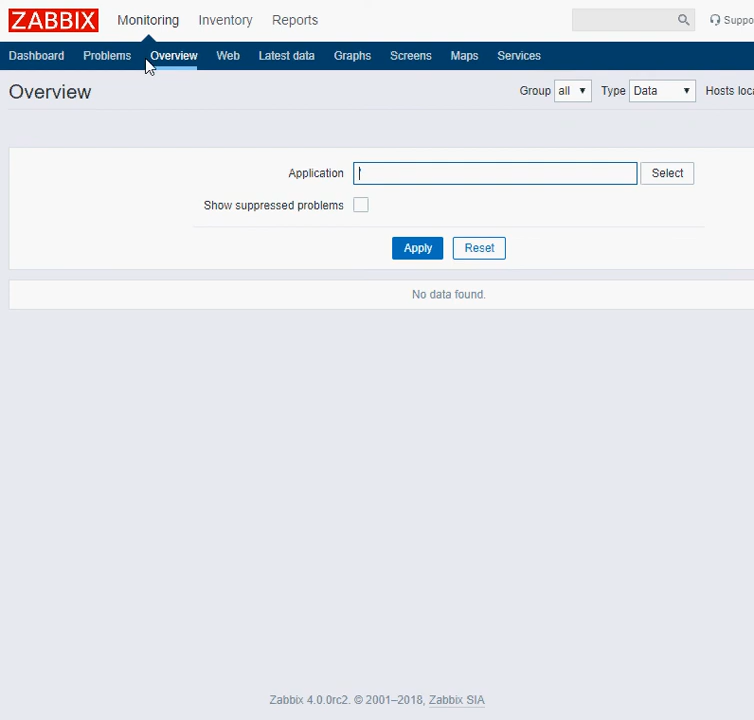 ZABBIX Monitoring Inventory Reports
Dashboard Problems Overview Web Latest data Graphs Screens Maps Services
Overview Group all Type Data Hosts
Application Select
Show suppressed problems
Apply Reset
No data found.
Zabbix 4.0.0rc2. © 2001–2018, Zabbix SIA